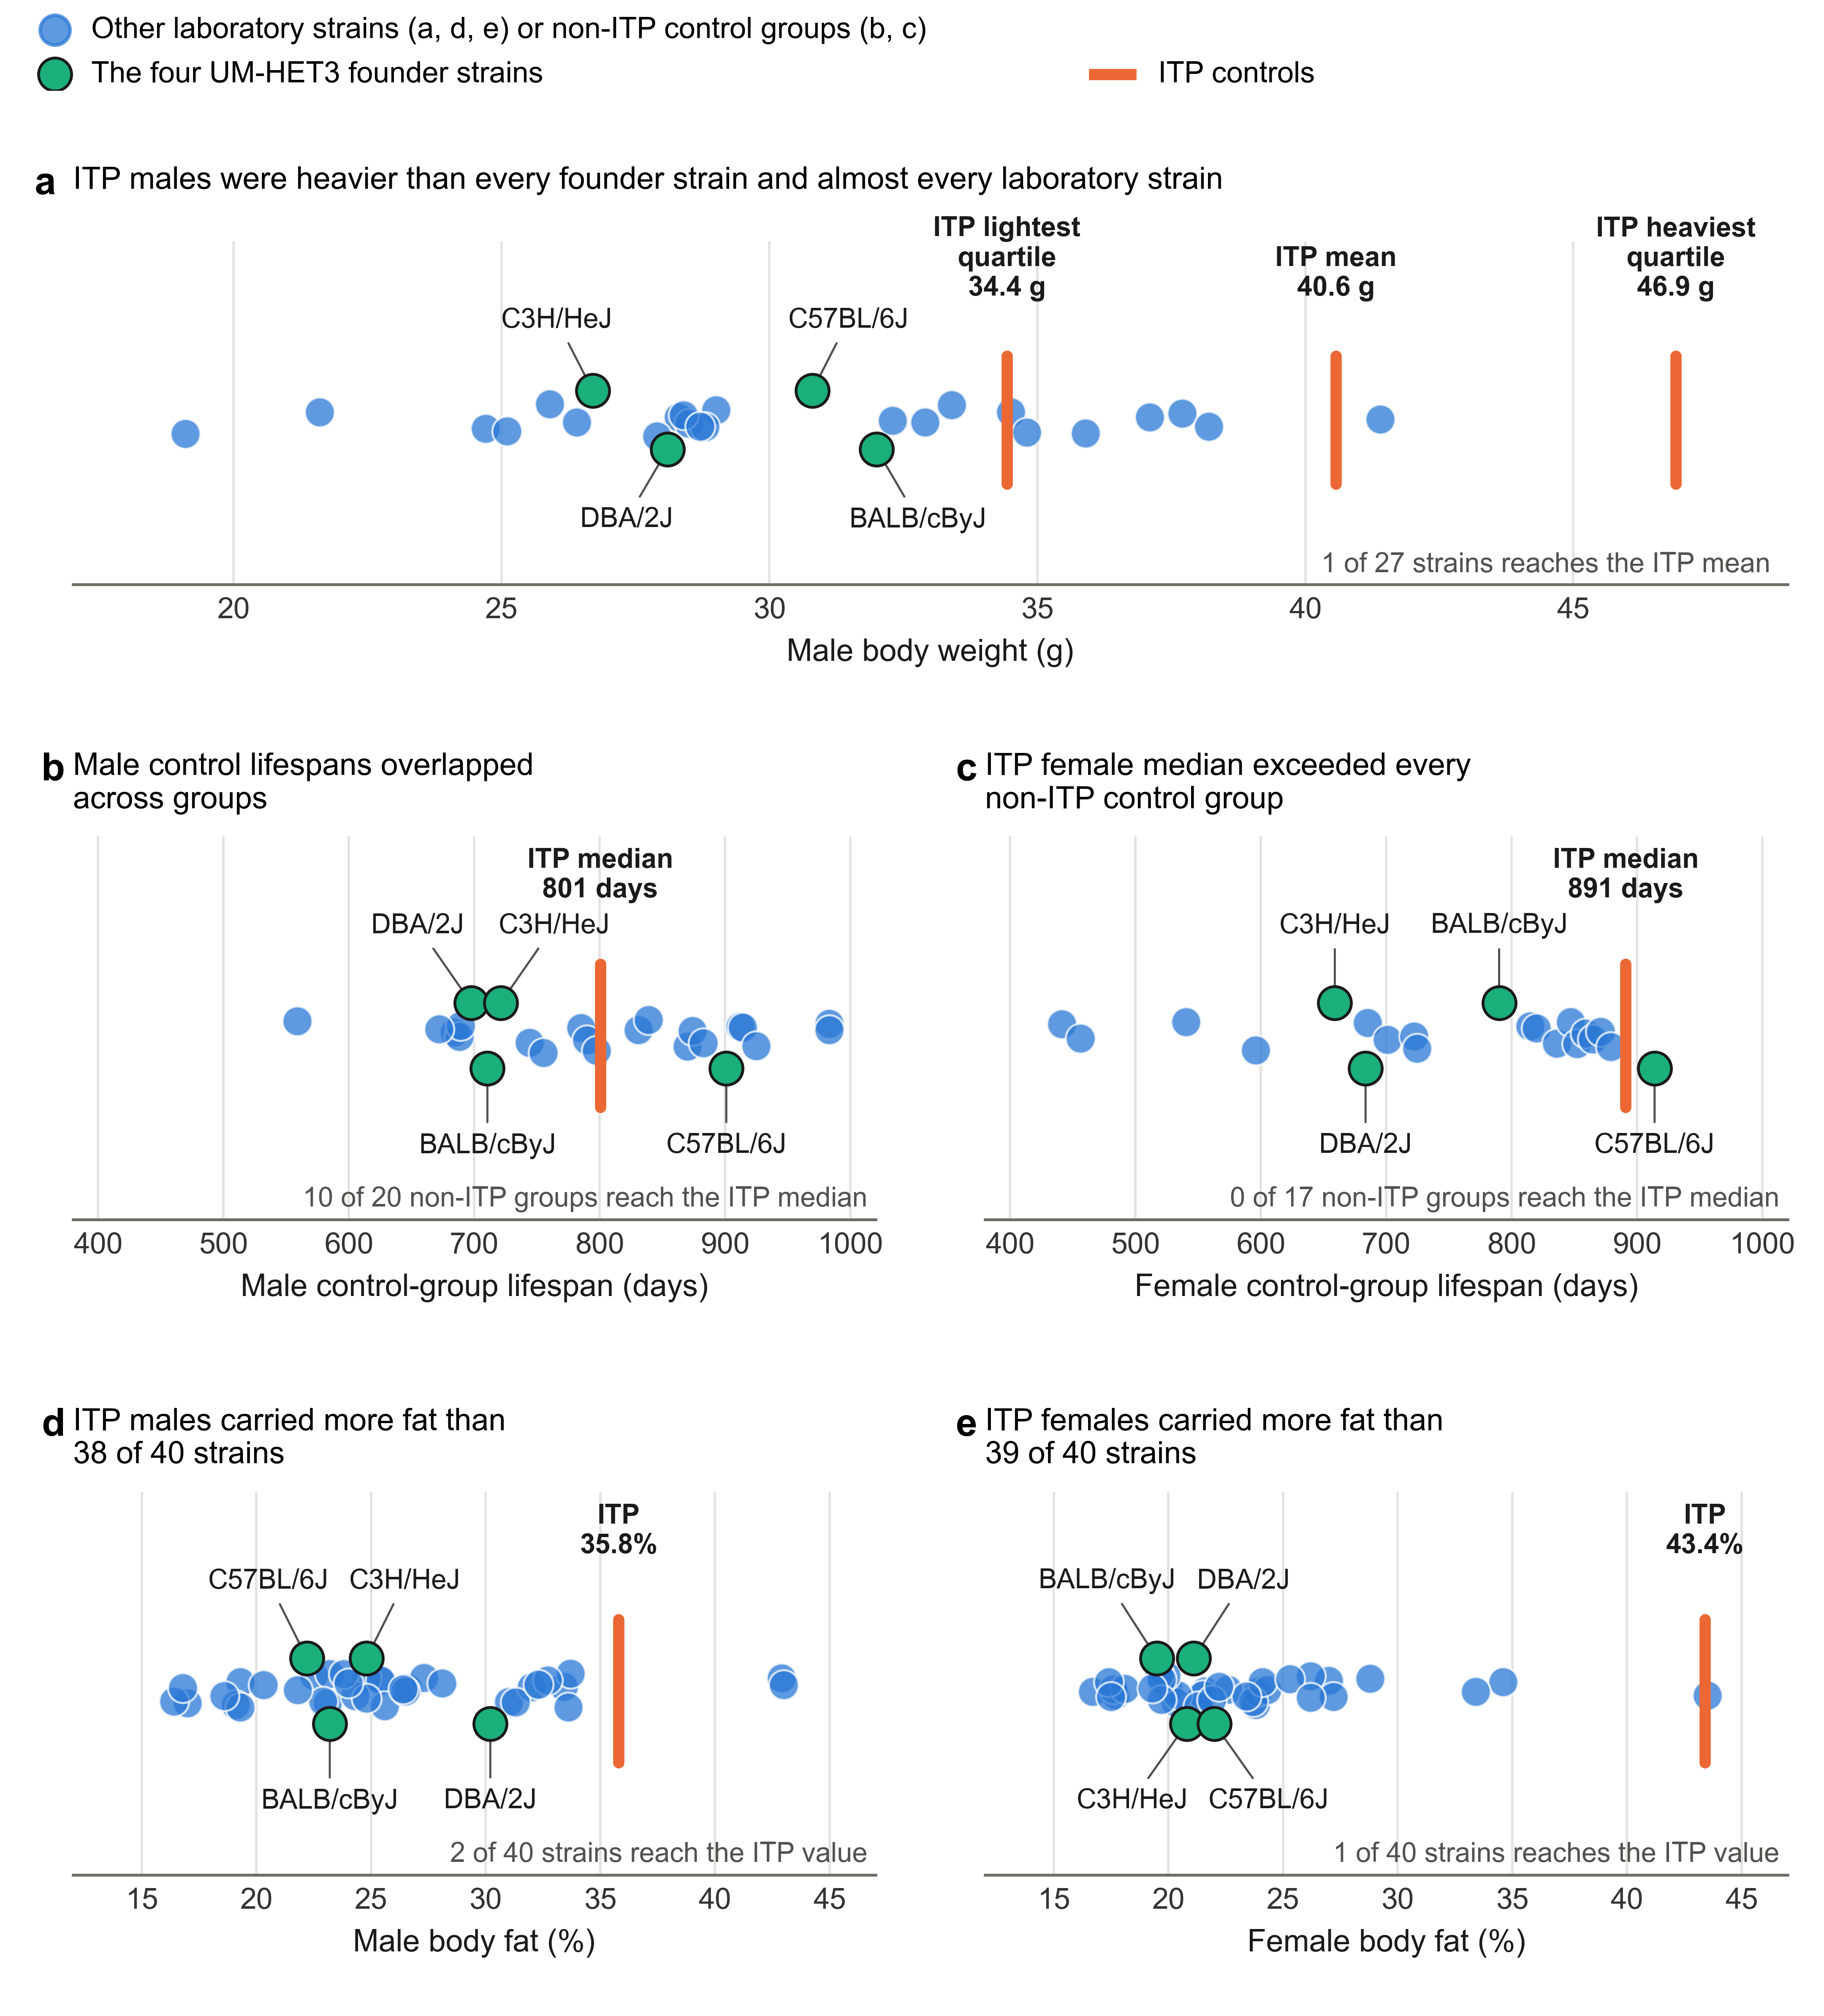 Other laboratory strains (a, d, e) or non-ITP control groups (b, c)
The four UM-HET3 founder strains
ITP controls
a ITP males were heavier than every founder strain and almost every laboratory strain
ITP lightest
quartile
34.4 g
ITP mean
40.6 g
ITP heaviest
quartile
46.9 g
C3H/HeJ
C57BL/6J
DBA/2J
BALB/cByJ
1 of 27 strains reaches the ITP mean
20 25 30 35 40 45
Male body weight (g)
b Male control lifespans overlapped
across groups
ITP median
801 days
DBA/2J
C3H/HeJ
BALB/cByJ
C57BL/6J
10 of 20 non-ITP groups reach the ITP median
400 500 600 700 800 900 1000
Male control-group lifespan (days)
c ITP female median exceeded every
non-ITP control group
ITP median
891 days
C3H/HeJ
BALB/cByJ
DBA/2J
C57BL/6J
0 of 17 non-ITP groups reach the ITP median
400 500 600 700 800 900 1000
Female control-group lifespan (days)
d ITP males carried more fat than
38 of 40 strains
ITP
35.8%
C57BL/6J
C3H/HeJ
BALB/cByJ
DBA/2J
2 of 40 strains reach the ITP value
15 20 25 30 35 40 45
Male body fat (%)
e ITP females carried more fat than
39 of 40 strains
ITP
43.4%
BALB/cByJ
DBA/2J
C3H/HeJ
C57BL/6J
1 of 40 strains reaches the ITP value
15 20 25 30 35 40 45
Female body fat (%)